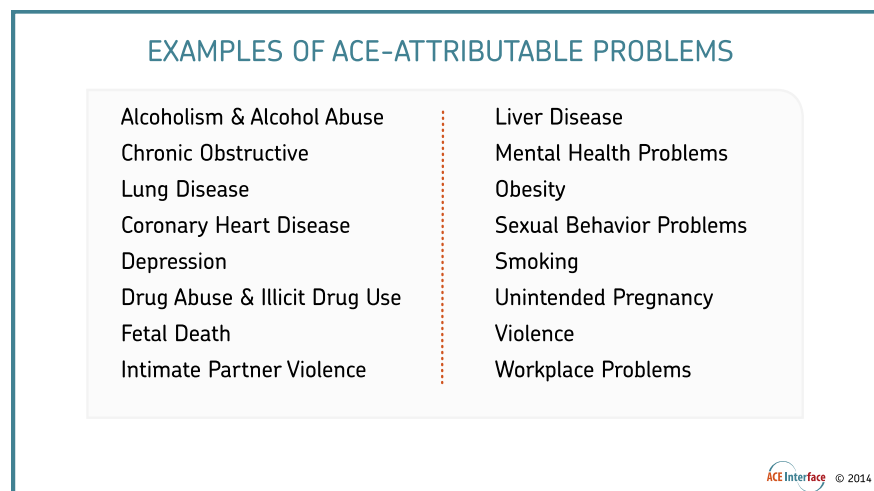 EXAMPLES OF ACE-ATTRIBUTABLE PROBLEMS
Alcoholism & Alcohol Abuse
Chronic Obstructive
Lung Disease
Coronary Heart Disease
Depression
Drug Abuse & Illicit Drug Use
Fetal Death
Intimate Partner Violence
Liver Disease
Mental Health Problems
Obesity
Sexual Behavior Problems
Smoking
Unintended Pregnancy
Violence
Workplace Problems
ACE Interface © 2014